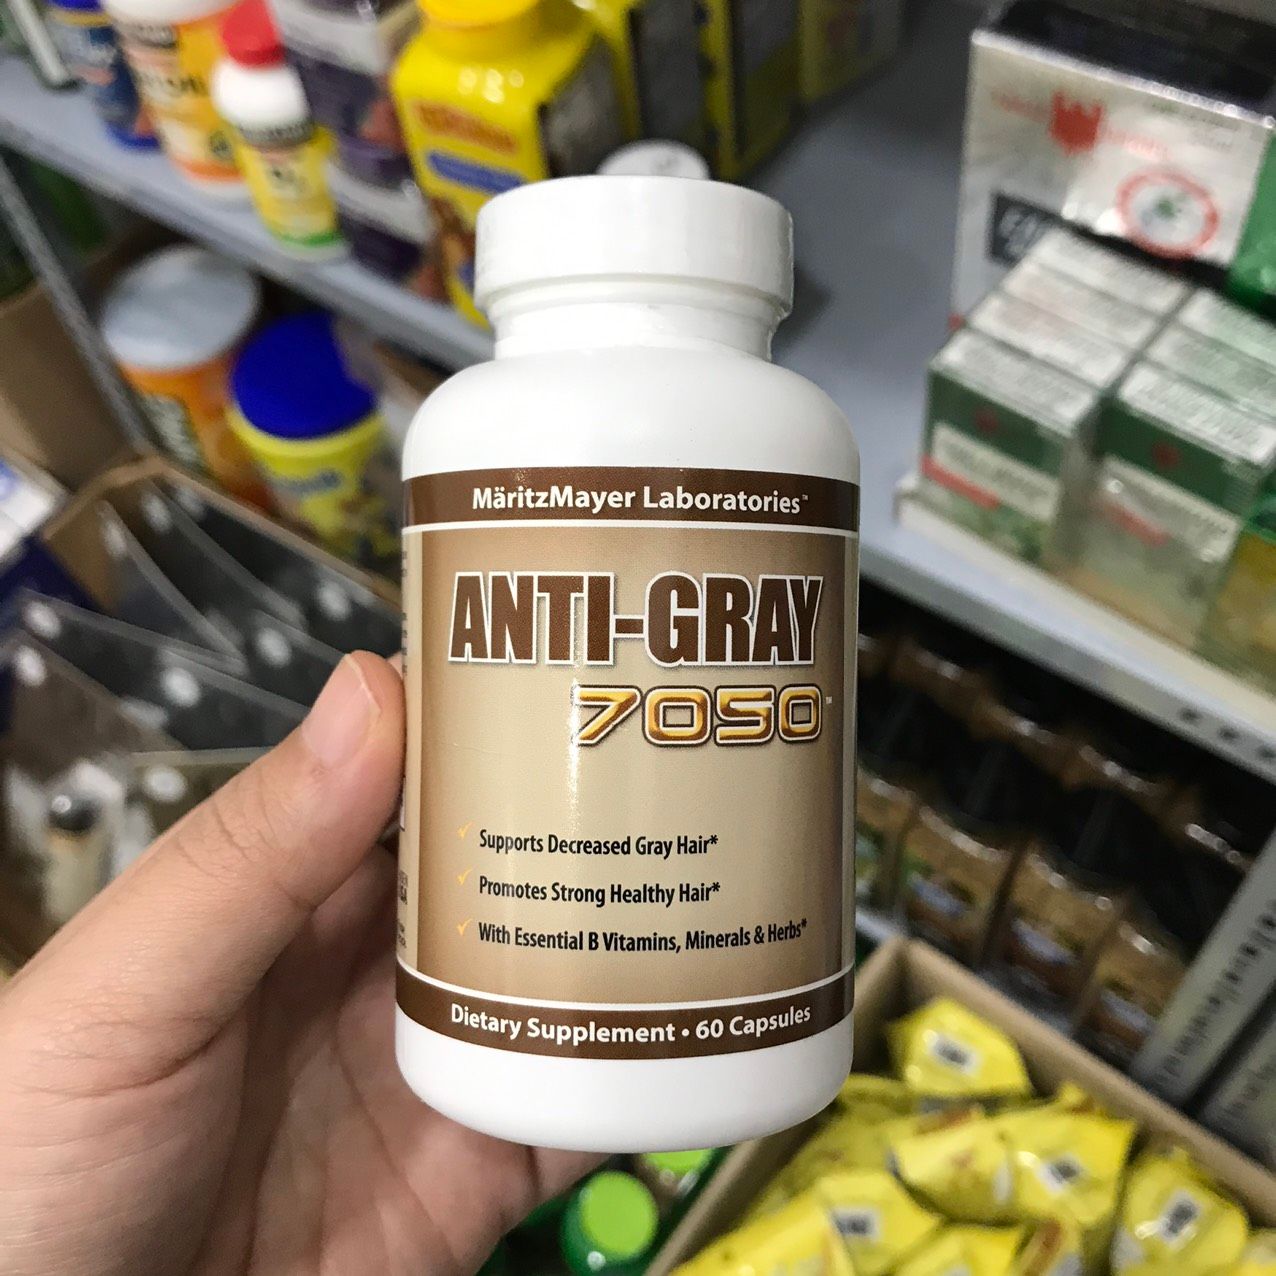 MäritzMayer Laboratories™
ANTI-GRAY
7050™
Supports Decreased Gray Hair*
Promotes Strong Healthy Hair*
With Essential B Vitamins, Minerals & Herbs*
Dietary Supplement • 60 Capsules